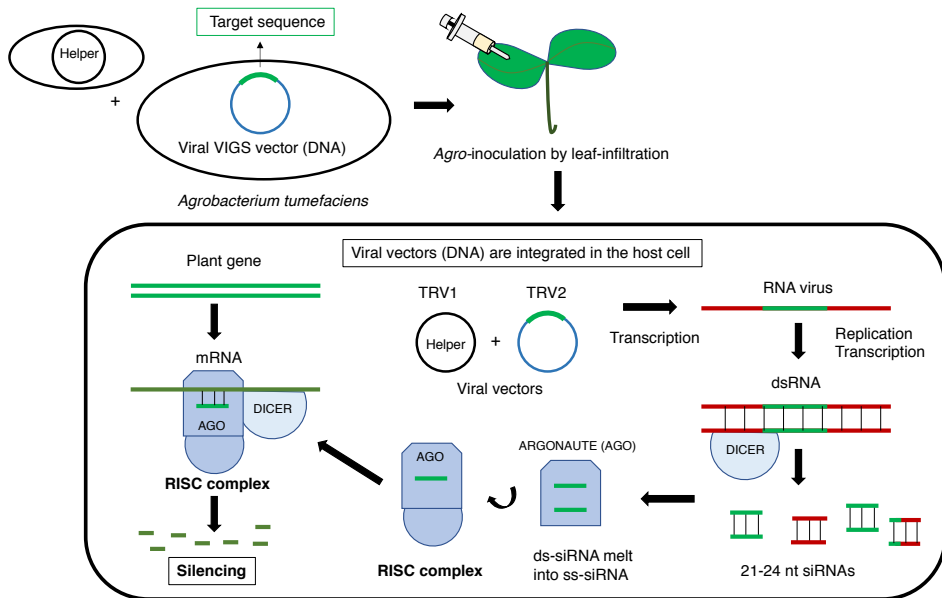 Target sequence
Helper
+
Viral VIGS vector (DNA)
Agrobacterium tumefaciens
Agro-inoculation by leaf-infiltration
Viral vectors (DNA) are integrated in the host cell
Plant gene
mRNA
AGO
DICER
RISC complex
Silencing
TRV1
TRV2
Helper
+
Viral vectors
Transcription
RNA virus
Replication
Transcription
dsRNA
DICER
21-24 nt siRNAs
ARGONAUTE (AGO)
ds-siRNA melt
into ss-siRNA
AGO
RISC complex